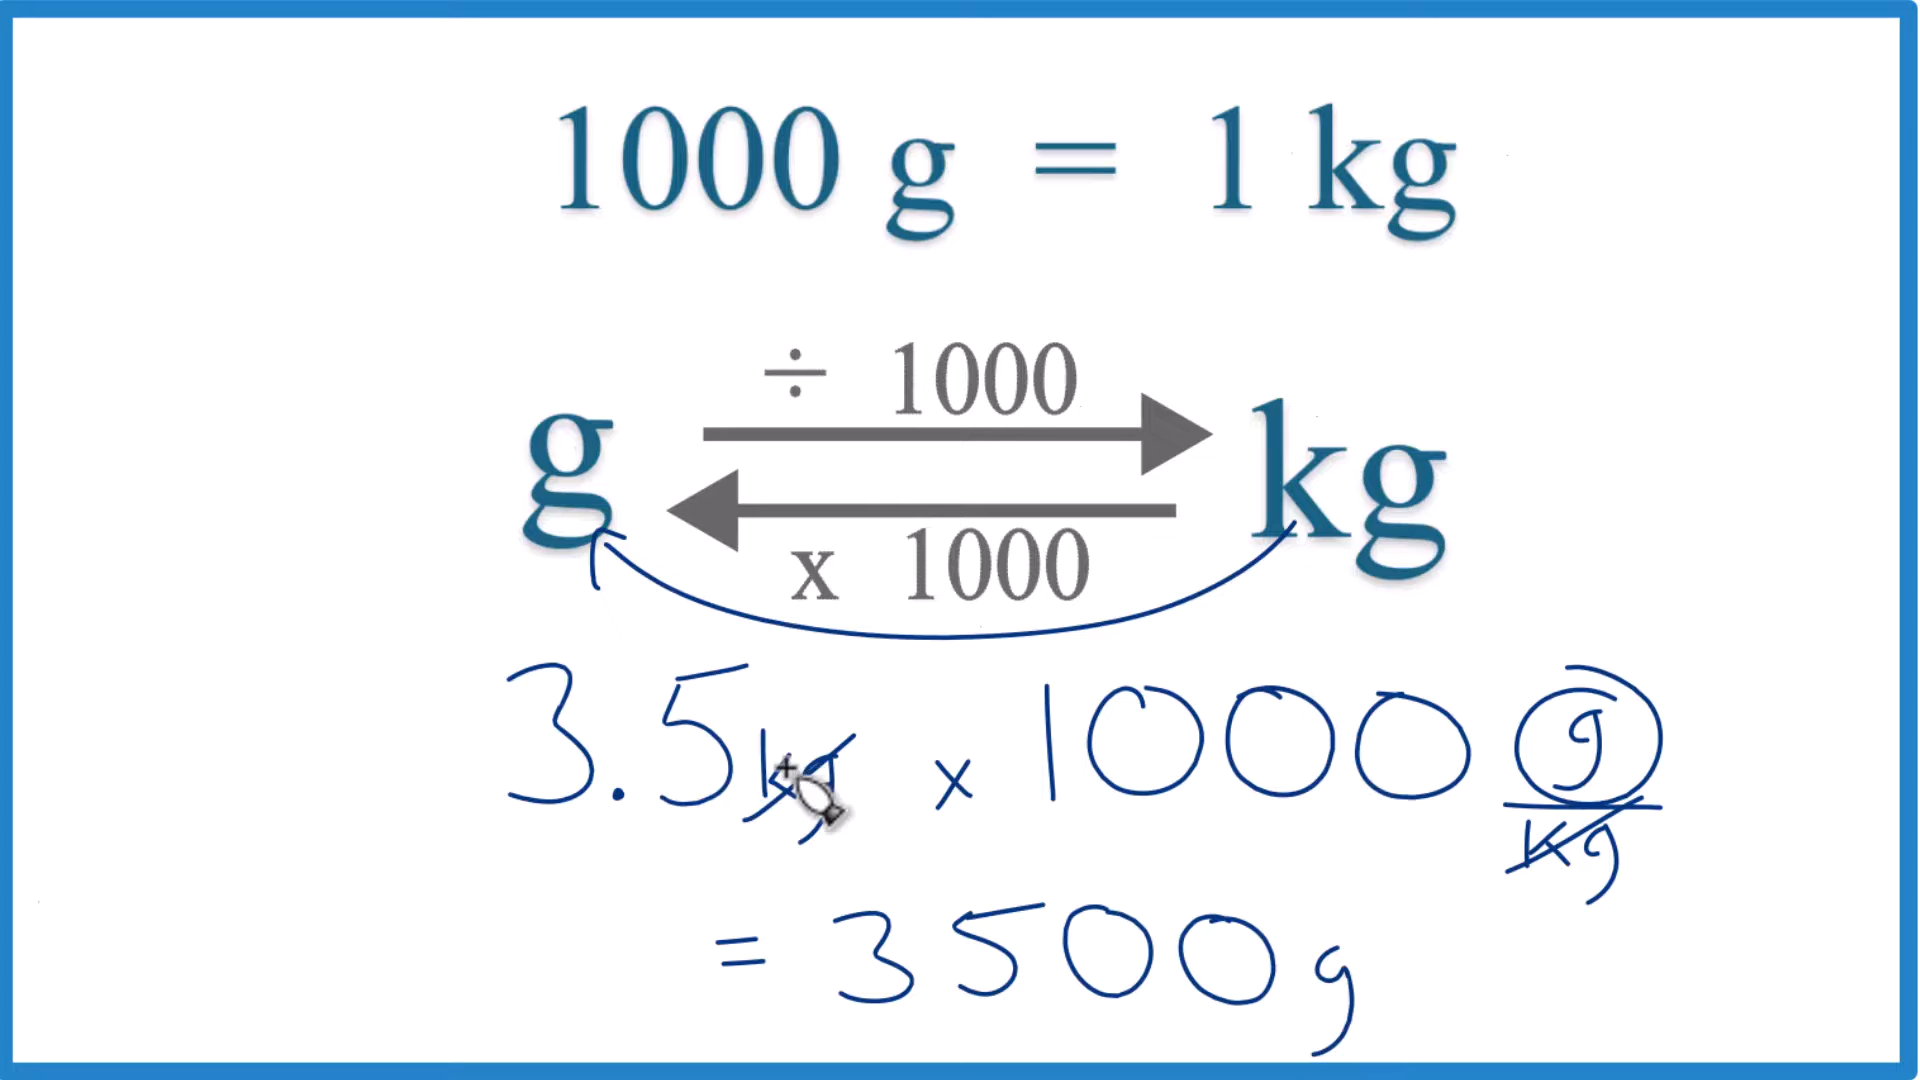 1000 g = 1 kg
÷ 1000
g kg
x 1000
3.5 kg x 1000 g
kg
= 3500 g